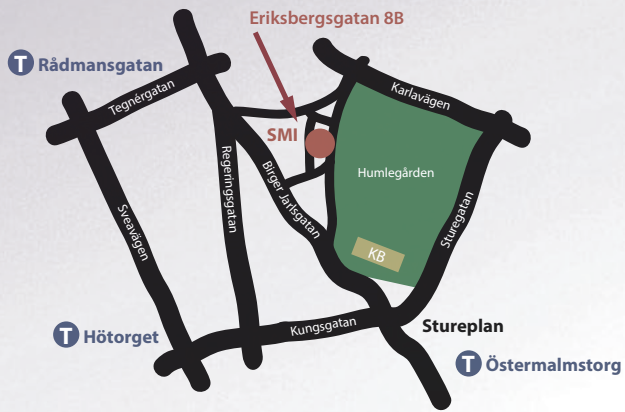 Eriksbergsgatan 8B
T Rådmansgatan
Tegnérgatan
Karlavägen
SMI
Humlegården
Regeringsgatan
Birger Jarlsgatan
Sveavägen
Sturegatan
KB
Kungsgatan
Stureplan
T Hötorget
T Östermalmstorg